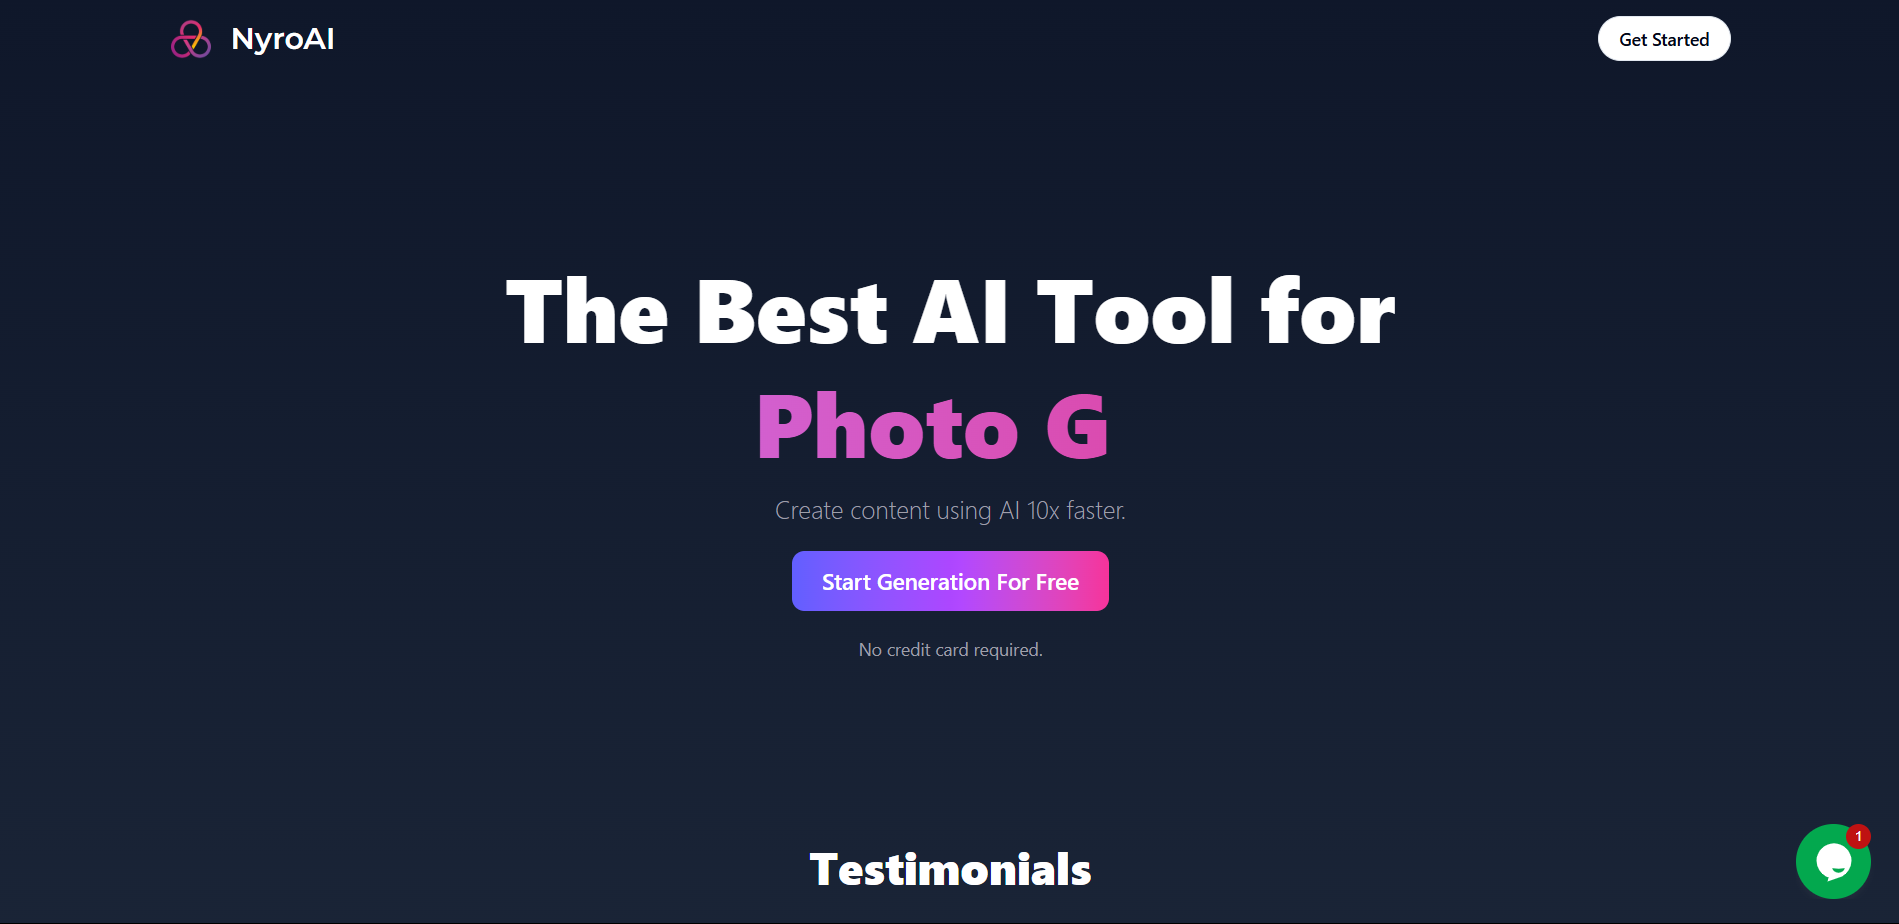 NyroAI
Get Started
The Best AI Tool for
Photo G
Create content using AI 10x faster.
Start Generation For Free
No credit card required.
Testimonials
1